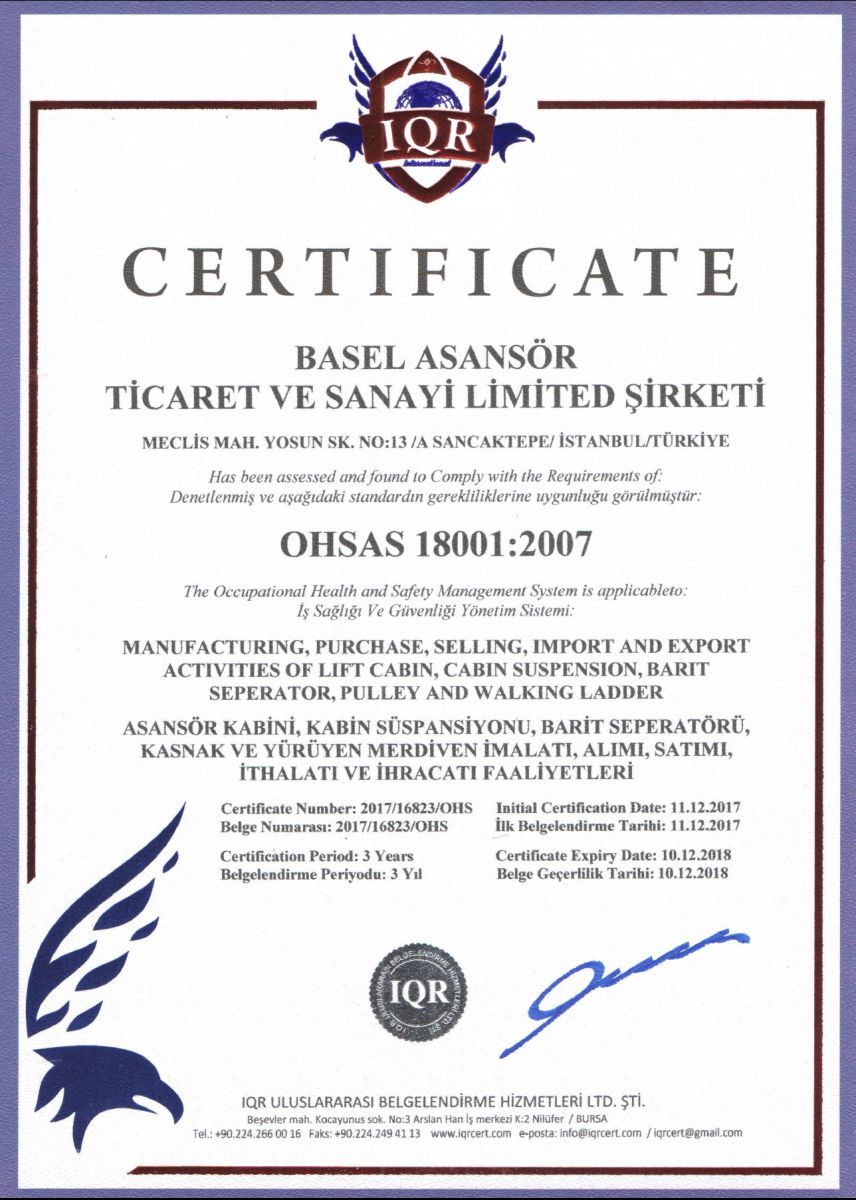 IQR
International
CERTIFICATE
BASEL ASANSÖR
TİCARET VE SANAYİ LİMİTED ŞİRKETİ
MECLİS MAH. YOSUN SK. NO:13 /A SANCAKTEPE/ İSTANBUL/TÜRKİYE
Has been assessed and found to Comply with the Requirements of:
Denetlenmiş ve aşağıdaki standardın gerekliliklerine uygunluğu görülmüştür:
OHSAS 18001:2007
The Occupational Health and Safety Management System is applicableto:
İş Sağlığı Ve Güvenliği Yönetim Sistemi:
MANUFACTURING, PURCHASE, SELLING, IMPORT AND EXPORT
ACTIVITIES OF LIFT CABIN, CABIN SUSPENSION, BARIT
SEPERATOR, PULLEY AND WALKING LADDER
ASANSÖR KABİNİ, KABİN SÜSPANSİYONU, BARİT SEPERATÖRÜ,
KASNAK VE YÜRÜYEN MERDİVEN İMALATI, ALIMI, SATIMI,
İTHALATI VE İHRACATI FAALİYETLERİ
Certificate Number: 2017/16823/OHS Initial Certification Date: 11.12.2017
Belge Numarası: 2017/16823/OHS İlk Belgelendirme Tarihi: 11.12.2017
Certification Period: 3 Years Certificate Expiry Date: 10.12.2018
Belgelendirme Periyodu: 3 Yıl Belge Geçerlilik Tarihi: 10.12.2018
IQR ULUSLARARASI BELGELENDİRME HİZMETLERİ LTD. ŞTİ.
IQR
IQR ULUSLARARASI BELGELENDİRME HİZMETLERİ LTD. ŞTİ.
Beşevler mah. Kocayunus sok. No:3 Arslan Han İş merkezi K:2 Nilüfer / BURSA
Tel.: +90.224.266 00 16 Faks: +90.224.249 41 13 www.iqrcert.com e-posta: info@iqrcert.com / iqrcert@gmail.com